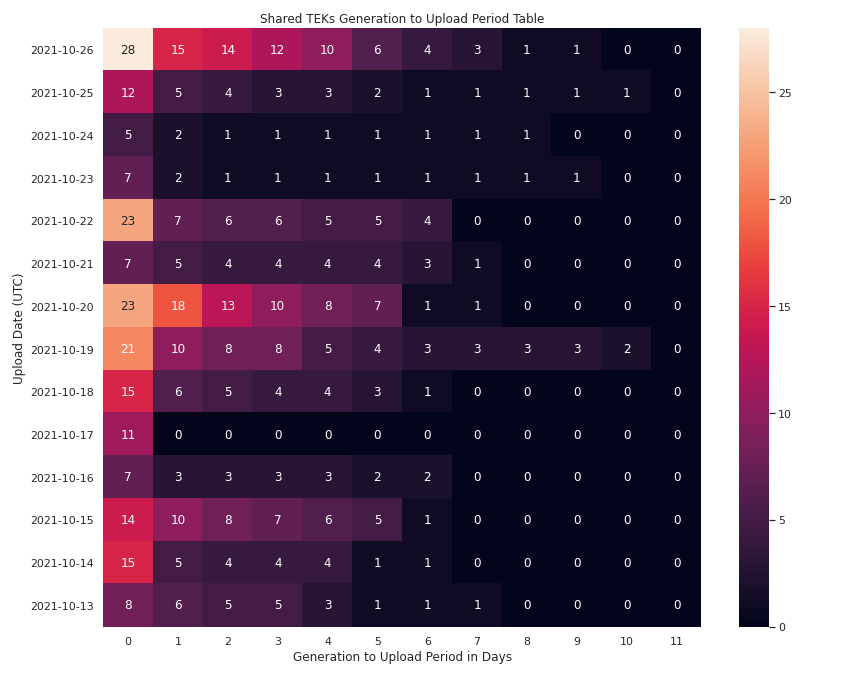 Shared TEKs Generation to Upload Period Table
Upload Date (UTC)
2021-10-26 28 15 14 12 10 6 4 3 1 1 0 0
2021-10-25 12 5 4 3 3 2 1 1 1 1 1 0
2021-10-24 5 2 1 1 1 1 1 1 1 0 0 0
2021-10-23 7 2 1 1 1 1 1 1 1 1 0 0
2021-10-22 23 7 6 6 5 5 4 0 0 0 0 0
2021-10-21 7 5 4 4 4 4 3 1 0 0 0 0
2021-10-20 23 18 13 10 8 7 1 1 0 0 0 0
2021-10-19 21 10 8 8 5 4 3 3 3 3 2 0
2021-10-18 15 6 5 4 4 3 1 0 0 0 0 0
2021-10-17 11 0 0 0 0 0 0 0 0 0 0 0
2021-10-16 7 3 3 3 3 2 2 0 0 0 0 0
2021-10-15 14 10 8 7 6 5 1 0 0 0 0 0
2021-10-14 15 5 4 4 4 1 1 0 0 0 0 0
2021-10-13 8 6 5 5 3 1 1 1 0 0 0 0
0 1 2 3 4 5 6 7 8 9 10 11
Generation to Upload Period in Days
25
20
15
10
5
0